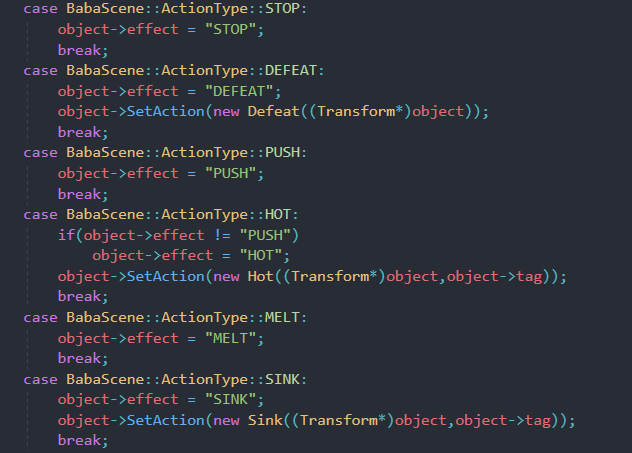 case BabaScene::ActionType::STOP:
    object->effect = "STOP";
    break;
case BabaScene::ActionType::DEFEAT:
    object->effect = "DEFEAT";
    object->SetAction(new Defeat((Transform*)object));
    break;
case BabaScene::ActionType::PUSH:
    object->effect = "PUSH";
    break;
case BabaScene::ActionType::HOT:
    if(object->effect != "PUSH")
        object->effect = "HOT";
    object->SetAction(new Hot((Transform*)object,object->tag));
    break;
case BabaScene::ActionType::MELT:
    object->effect = "MELT";
    break;
case BabaScene::ActionType::SINK:
    object->effect = "SINK";
    object->SetAction(new Sink((Transform*)object,object->tag));
    break;